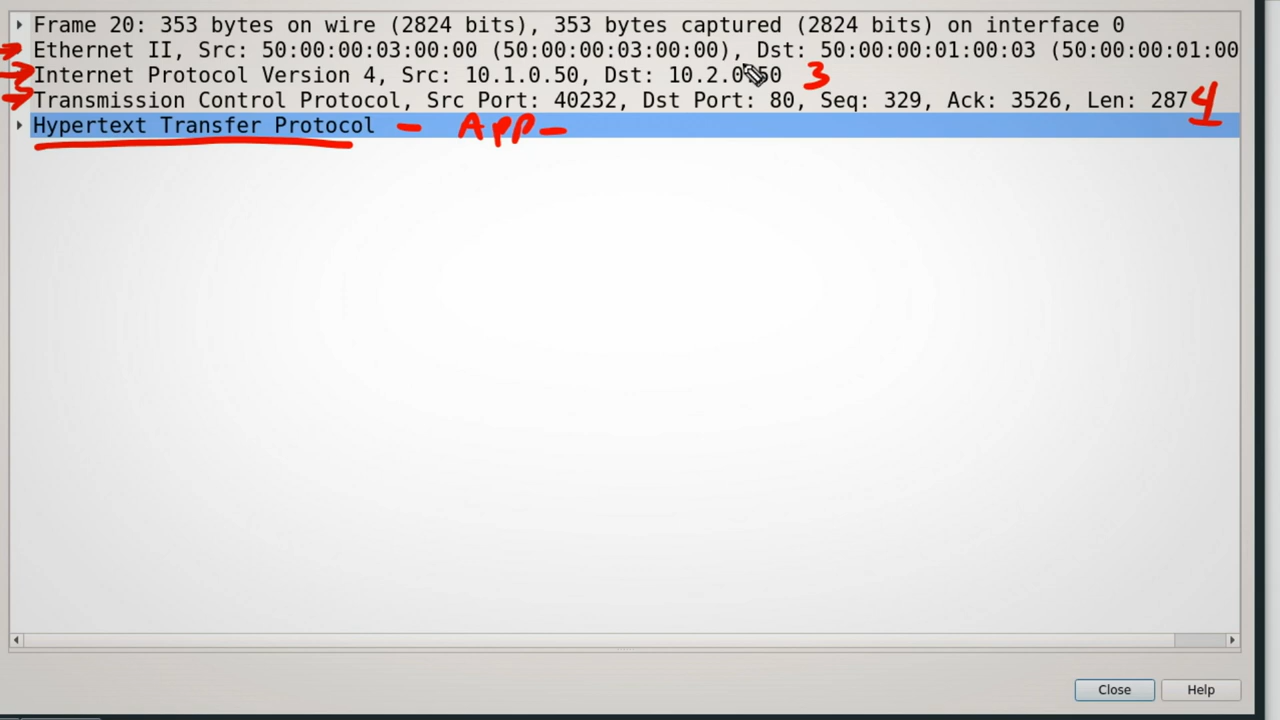 Frame 20: 353 bytes on wire (2824 bits), 353 bytes captured (2824 bits) on interface 0
Ethernet II, Src: 50:00:00:03:00:00 (50:00:00:03:00:00), Dst: 50:00:00:01:00:03 (50:00:00:01:00
Internet Protocol Version 4, Src: 10.1.0.50, Dst: 10.2.0.50 3
Transmission Control Protocol, Src Port: 40232, Dst Port: 80, Seq: 329, Ack: 3526, Len: 287 4
Hypertext Transfer Protocol - APP-
Close Help